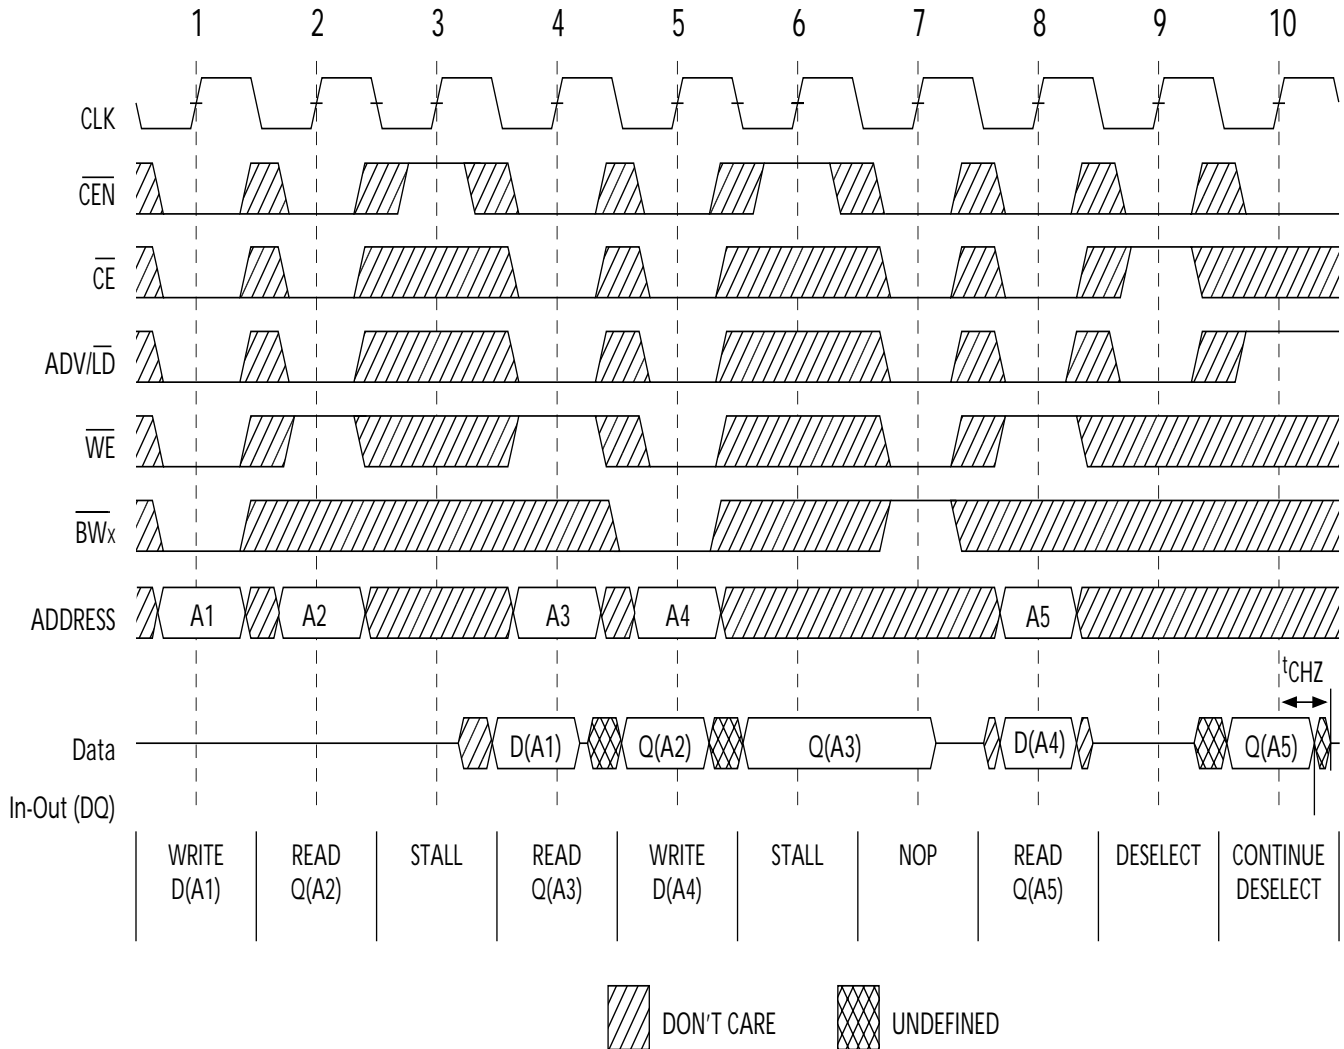 1 2 3 4 5 6 7 8 9 10
CLK
CEN
CE
ADV/LD
WE
BWx
ADDRESS A1 A2 A3 A4 A5
tCHZ
Data D(A1) Q(A2) Q(A3) D(A4) Q(A5)
In-Out (DQ)
WRITE READ STALL READ WRITE STALL NOP READ DESELECT CONTINUE
D(A1) Q(A2) Q(A3) D(A4) Q(A5) DESELECT
DON'T CARE UNDEFINED